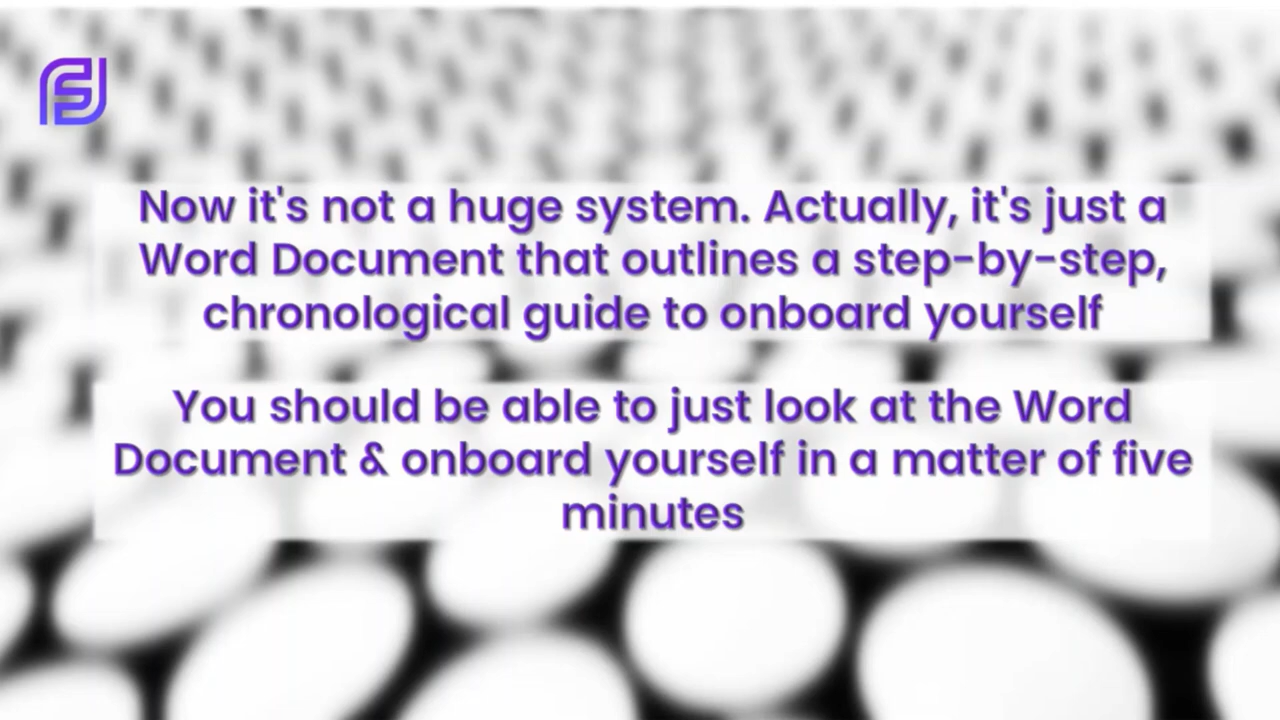 Now it's not a huge system. Actually, it's just a
Word Document that outlines a step-by-step,
chronological guide to onboard yourself
You should be able to just look at the Word
Document & onboard yourself in a matter of five
minutes